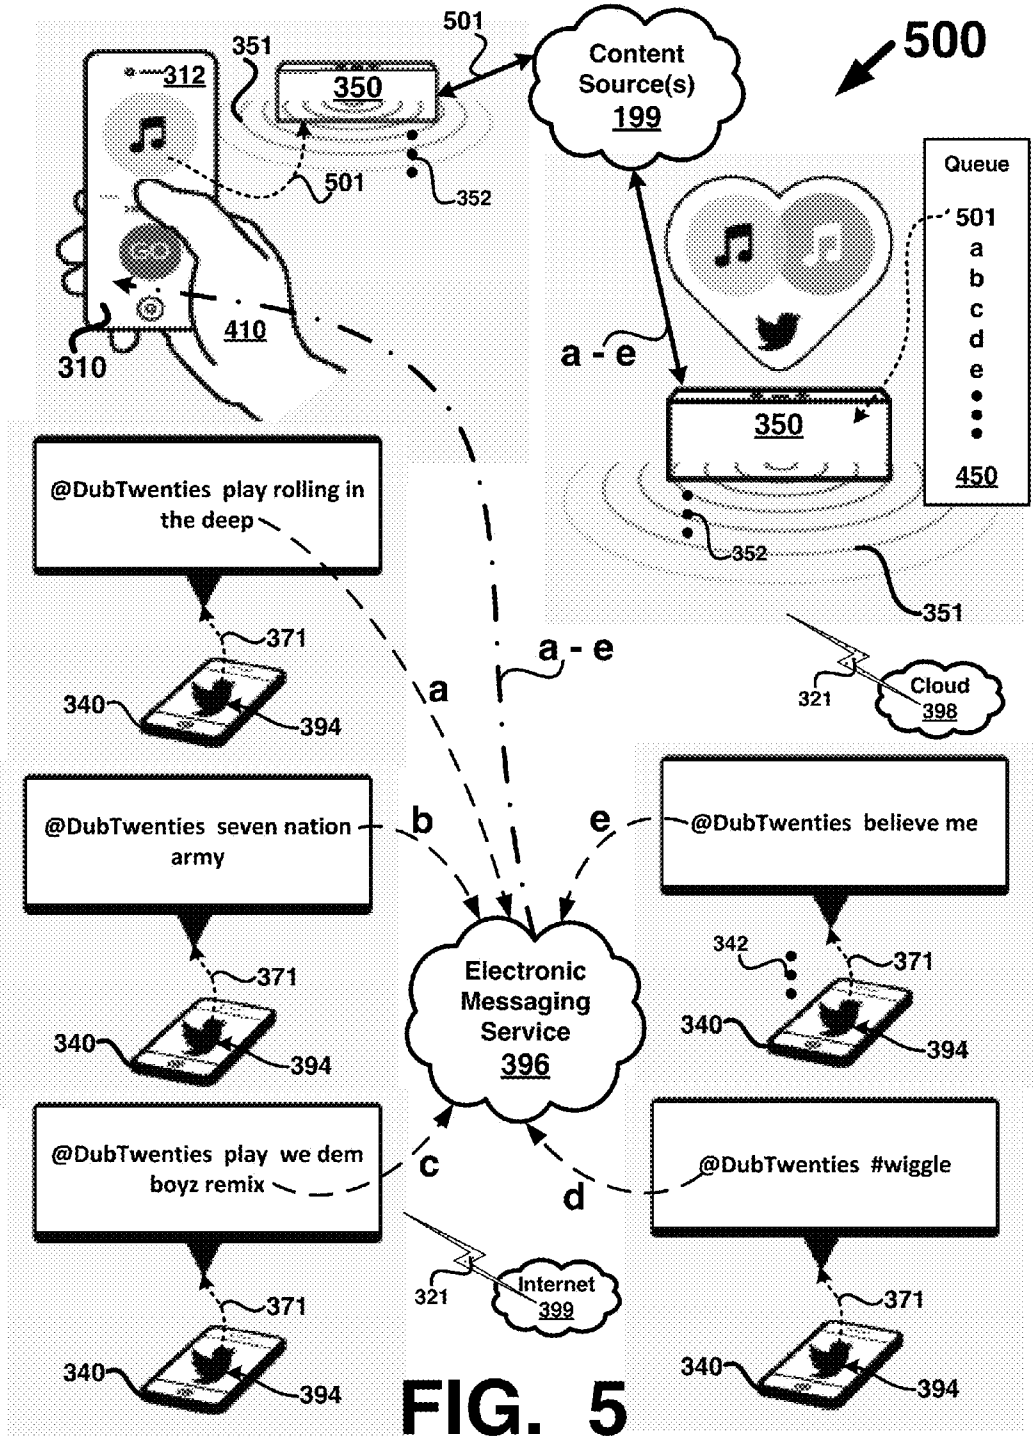 501
Content
Source(s)
199
500
351
312
350
501
352
Queue
501
a
b
c
d
e
450
410
310
a - e
350
352
351
@DubTwenties play rolling in
the deep
371
340
394
a
a - e
321
Cloud
398
@DubTwenties seven nation
army
b
371
340
394
e
@DubTwenties believe me
342
371
340
394
Electronic
Messaging
Service
396
@DubTwenties play we dem
boyz remix
c
371
340
394
d
@DubTwenties #wiggle
371
340
394
321
Internet
399
FIG. 5